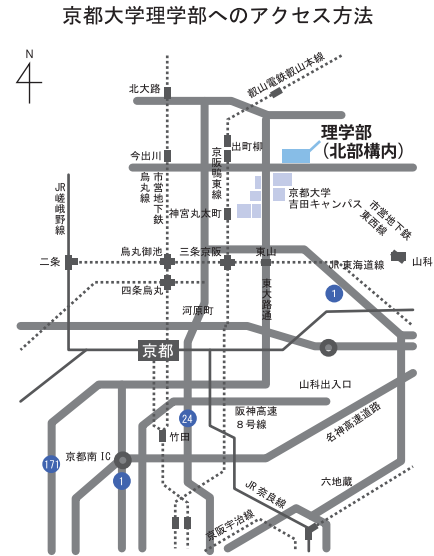 京都大学理学部へのアクセス方法
N
叡山電鉄叡山本線
北大路
出町柳
理学部
(北部構内)
今出川
烏丸線
市営地下鉄
京阪鴨東線
JR嵯峨野線
京都大学
吉田キャンパス
神宮丸太町
市営地下鉄
東西線
烏丸御池
三条京阪
東山
二条
JR・東海道線
山科
四条烏丸
東大路通
1
河原町
京都
山科出入口
阪神高速
8号線
24
名神高速道路
竹田
京都南IC
171
1
六地蔵
JR奈良線
京阪宇治線